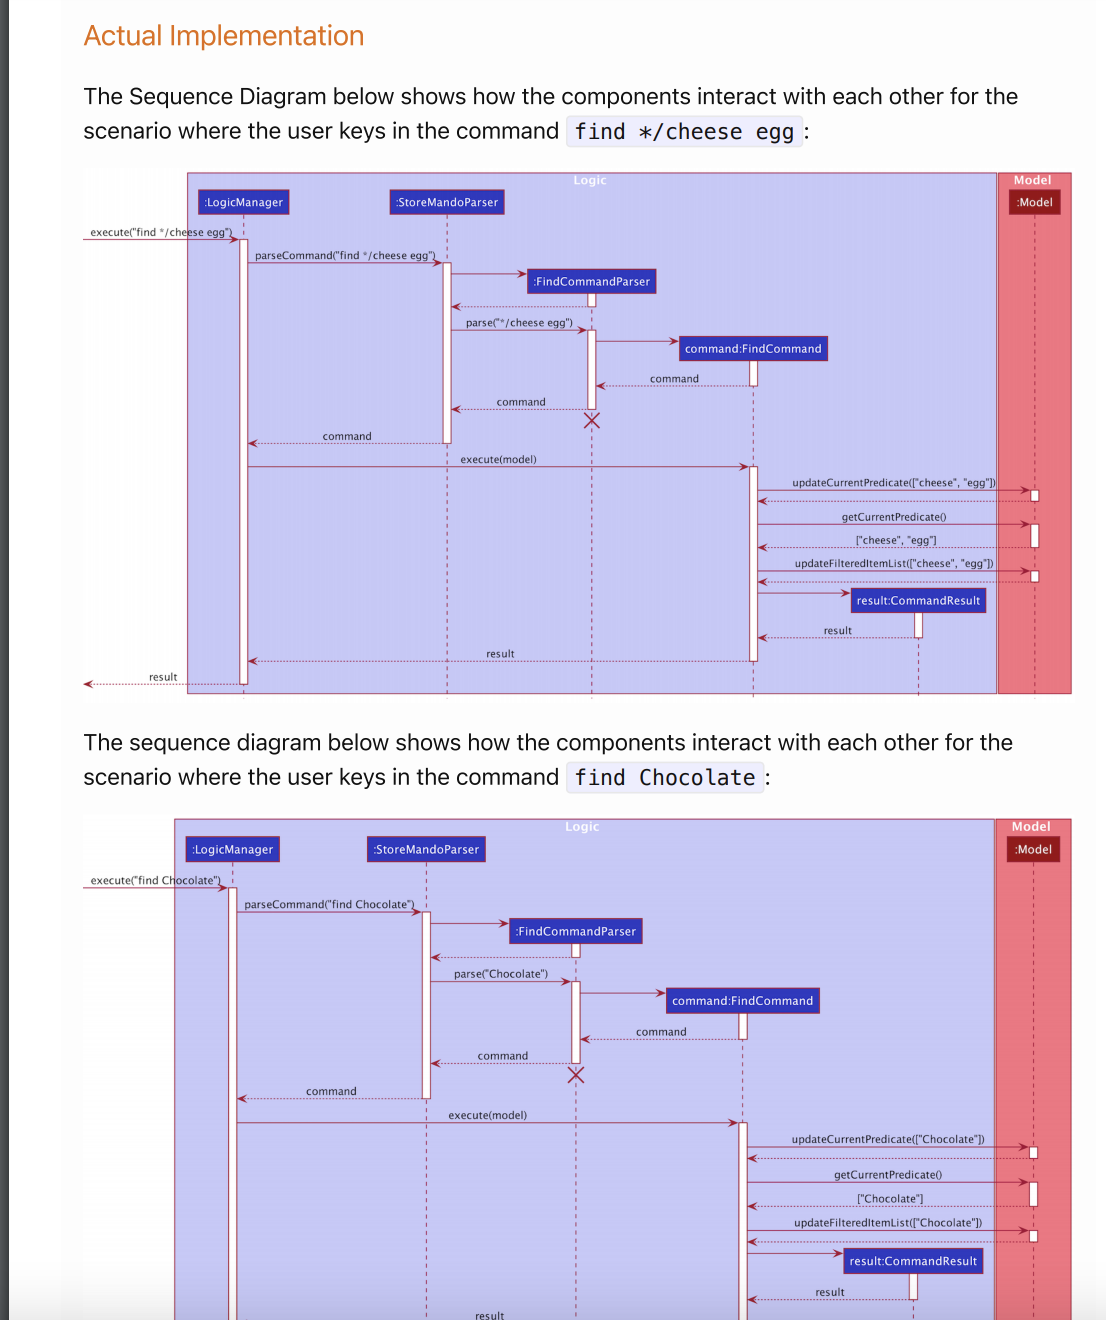 Actual Implementation
The Sequence Diagram below shows how the components interact with each other for the
scenario where the user keys in the command find */cheese egg :
Logic
Model
:LogicManager
:StoreMandoParser
:Model
execute("find */cheese egg")
parseCommand("find */cheese egg")
:FindCommandParser
parse("*/cheese egg")
command:FindCommand
command
command
command
execute(model)
updateCurrentPredicate(["cheese", "egg"])
getCurrentPredicate()
["cheese", "egg"]
updateFilteredItemList(["cheese", "egg"])
result:CommandResult
result
result
result
The sequence diagram below shows how the components interact with each other for the
scenario where the user keys in the command find Chocolate :
Logic
Model
:LogicManager
:StoreMandoParser
:Model
execute("find Chocolate")
parseCommand("find Chocolate")
:FindCommandParser
parse("Chocolate")
command:FindCommand
command
command
command
execute(model)
updateCurrentPredicate(["Chocolate"])
getCurrentPredicate()
["Chocolate"]
updateFilteredItemList(["Chocolate"])
result:CommandResult
result
result